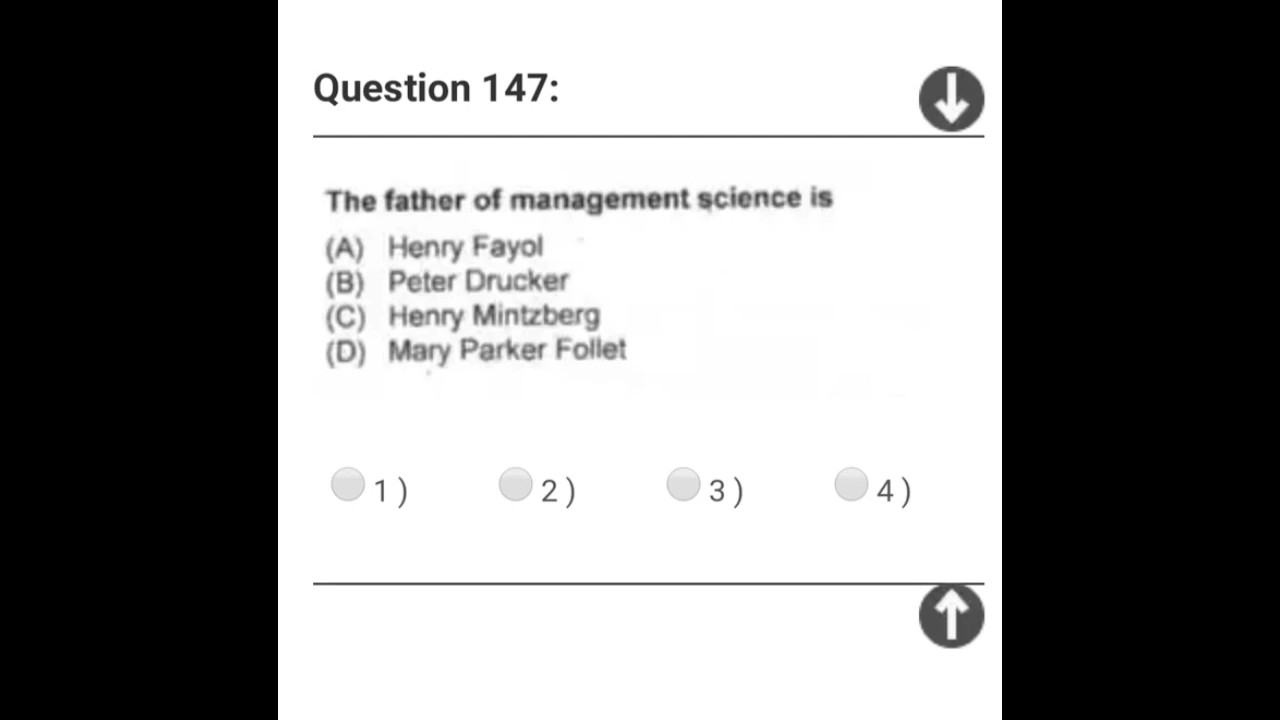 Question 147:
The father of management science is
(A) Henry Fayol
(B) Peter Drucker
(C) Henry Mintzberg
(D) Mary Parker Follet
1 ) 2 ) 3 ) 4 )